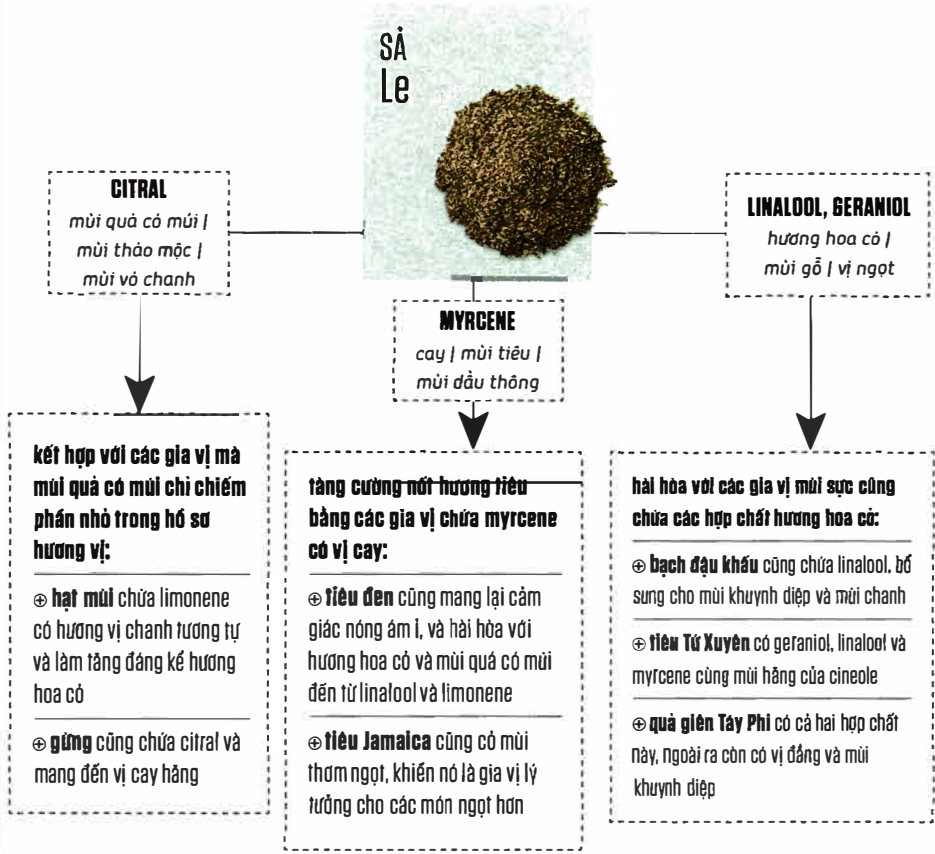 SẢ
Le
CITRAL
mùi quả có múi |
mùi thảo mộc |
mùi vỏ chanh
MYRCENE
cay | mùi tiêu |
mùi dầu thông
LINALOOL, GERANIOL
hương hoa cỏ |
mùi gỗ | vị ngọt
kết hợp với các gia vị mà
mùi quả có múi chỉ chiếm
phần nhỏ trong hồ sơ
hương vị:
⊕ hạt mùi chứa limonene
có hương vị chanh tương tự
và làm tăng đáng kể hương
hoa cỏ
⊕ gừng cũng chứa citral và
mang đến vị cay hăng
tăng cường nốt hương tiêu
bằng các gia vị chứa myrcene
có vị cay:
⊕ tiêu đen cũng mang lại cảm
giác nóng âm ỉ, và hài hòa với
hương hoa cỏ và mùi quả có múi
đến từ linalool và limonene
⊕ tiêu Jamaica cũng có mùi
thơm ngọt, khiến nó là gia vị lý
tưởng cho các món ngọt hơn
hài hòa với các gia vị mùi sực cũng
chứa các hợp chất hương hoa cỏ:
⊕ bạch đậu khấu cũng chứa linalool, bổ
sung cho mùi khuynh diệp và mùi chanh
⊕ tiêu Tứ Xuyên có geraniol, linalool và
myrcene cùng mùi hăng của cineole
⊕ quả giên Tây Phi có cả hai hợp chất
này, ngoài ra còn có vị đắng và mùi
khuynh diệp